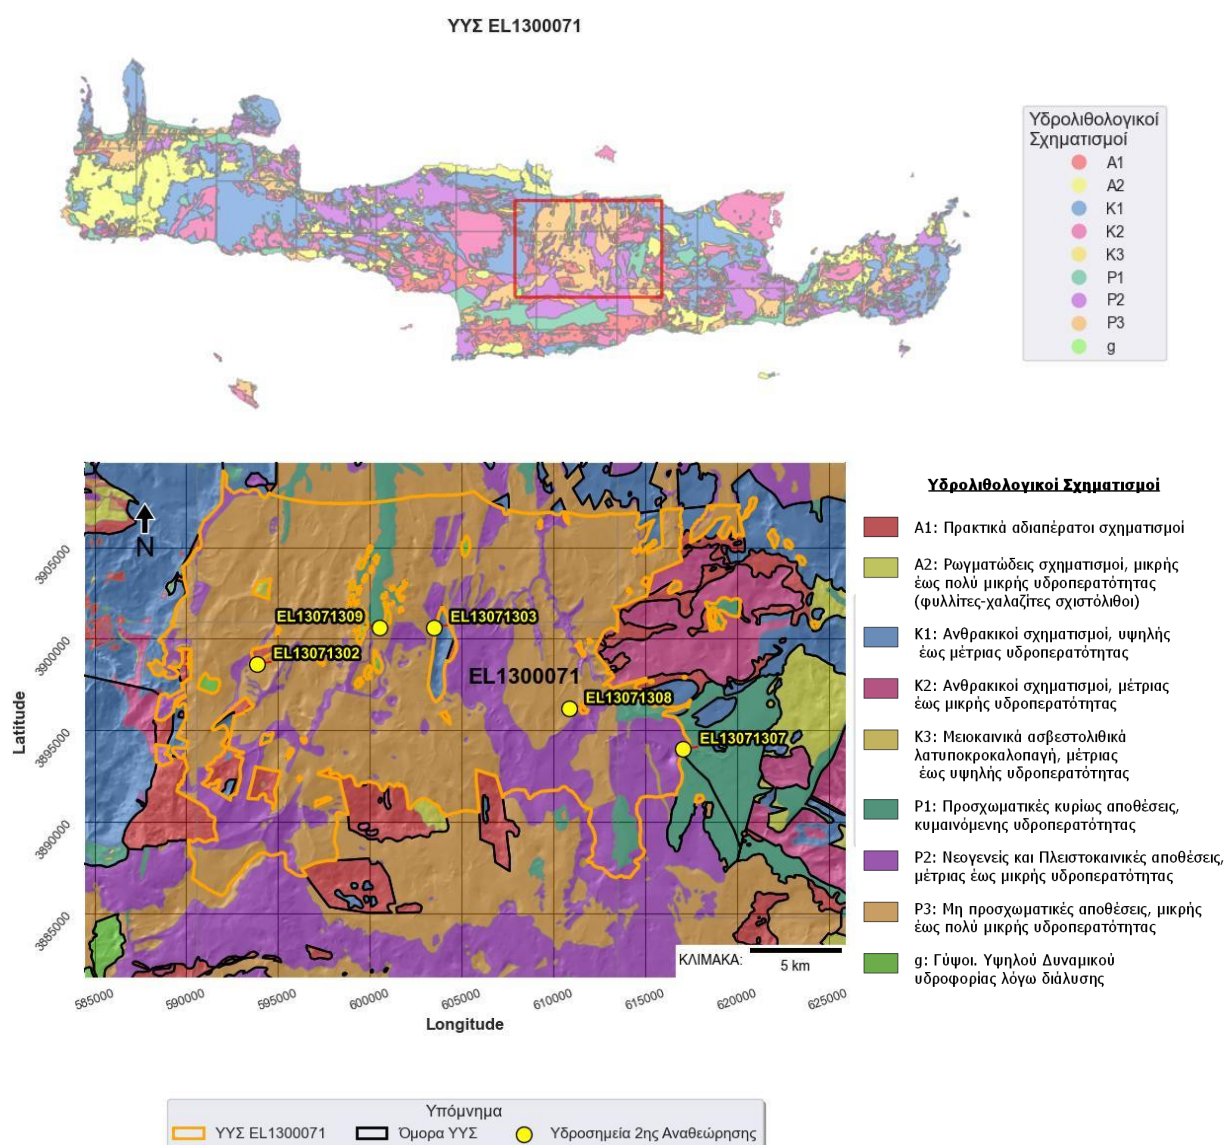 ΥΥΣ EL1300071
Υδρολιθολογικοί
Σχηματισμοί
A1
A2
K1
K2
K3
P1
P2
P3
g
N
EL13071309
EL13071303
EL13071302
EL1300071
EL13071308
EL13071307
ΚΛΙΜΑΚΑ:
5 km
Latitude
3905000
3900000
3895000
3890000
3885000
585000
590000
595000
600000
605000
610000
615000
620000
625000
Longitude
Υδρολιθολογικοί Σχηματισμοί
A1: Πρακτικά αδιαπέρατοι σχηματισμοί
A2: Ρωγματώδεις σχηματισμοί, μικρής
έως πολύ μικρής υδροπερατότητας
(φυλλίτες-χαλαζίτες σχιστόλιθοι)
K1: Ανθρακικοί σχηματισμοί, υψηλής
έως μέτριας υδροπερατότητας
K2: Ανθρακικοί σχηματισμοί, μέτριας
έως μικρής υδροπερατότητας
K3: Μειοκαινικά ασβεστολιθικά
λατυποκροκαλοπαγή, μέτριας
έως υψηλής υδροπερατότητας
P1: Προσχωματικές κυρίως αποθέσεις,
κυμαινόμενης υδροπερατότητας
P2: Νεογενείς και Πλειστοκαινικές αποθέσεις,
μέτριας έως μικρής υδροπερατότητας
P3: Μη προσχωματικές αποθέσεις, μικρής
έως πολύ μικρής υδροπερατότητας
g: Γύψοι. Υψηλού Δυναμικού
υδροφορίας λόγω διάλυσης
Υπόμνημα
ΥΥΣ EL1300071
Όμορα ΥΥΣ
Υδροσημεία 2ης Αναθεώρησης